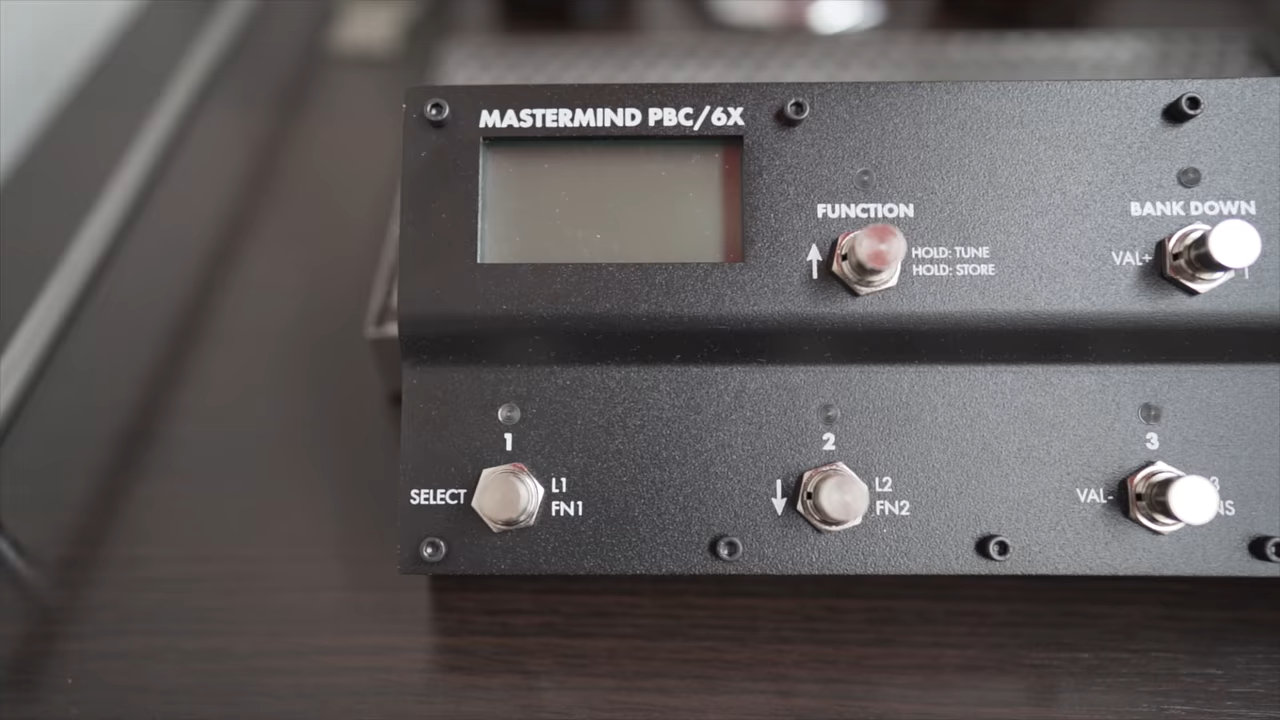 MASTERMIND PBC/6X
FUNCTION
HOLD: TUNE
HOLD: STORE
BANK DOWN
VAL+
1
SELECT
L1
FN1
2
L2
FN2
3
VAL-